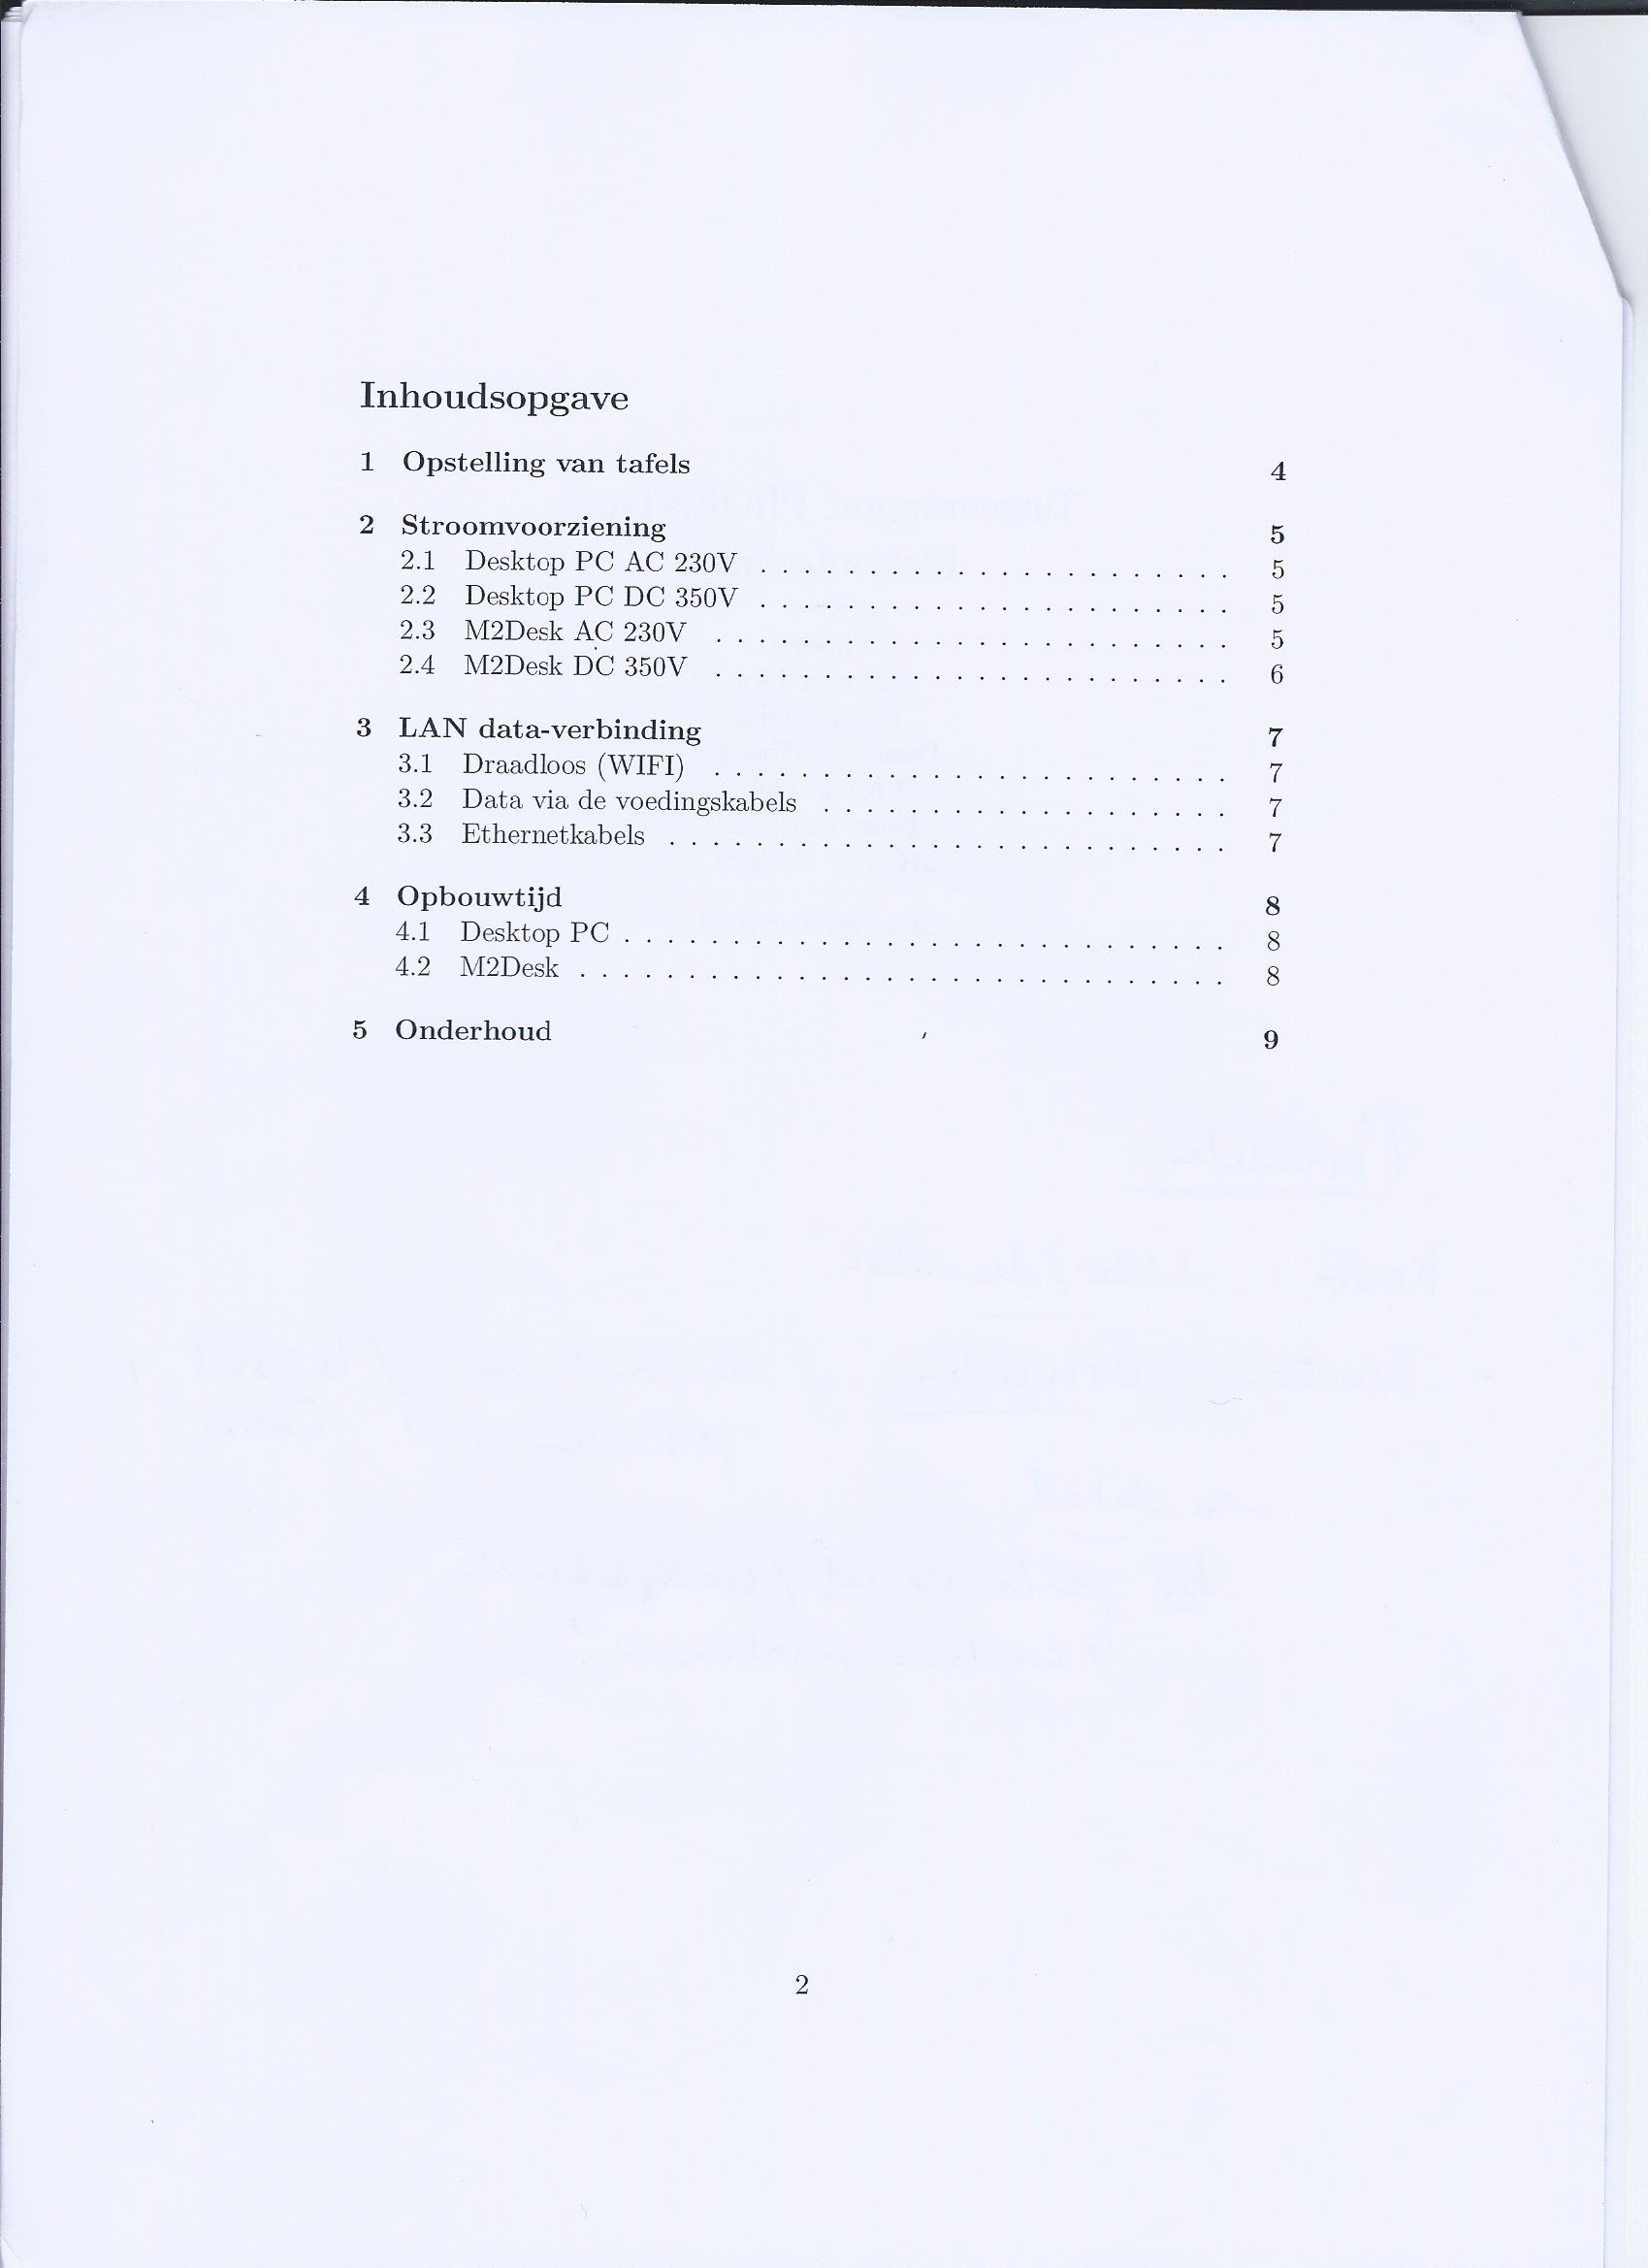 Inhoudsopgave
1 Opstelling van tafels 4
2 Stroomvoorziening 5
2.1 Desktop PC AC 230V . . . . . . . . . . . . . . . . . . . . . . 5
2.2 Desktop PC DC 350V . . . . . . . . . . . . . . . . . . . . . . 5
2.3 M2Desk AC 230V . . . . . . . . . . . . . . . . . . . . . . . . 5
2.4 M2Desk DC 350V . . . . . . . . . . . . . . . . . . . . . . . . 6
3 LAN data-verbinding 7
3.1 Draadloos (WIFI) . . . . . . . . . . . . . . . . . . . . . . . . 7
3.2 Data via de voedingskabels . . . . . . . . . . . . . . . . . . . 7
3.3 Ethernetkabels . . . . . . . . . . . . . . . . . . . . . . . . . . 7
4 Opbouwtijd 8
4.1 Desktop PC . . . . . . . . . . . . . . . . . . . . . . . . . . . . 8
4.2 M2Desk . . . . . . . . . . . . . . . . . . . . . . . . . . . . . . 8
5 Onderhoud 9
2